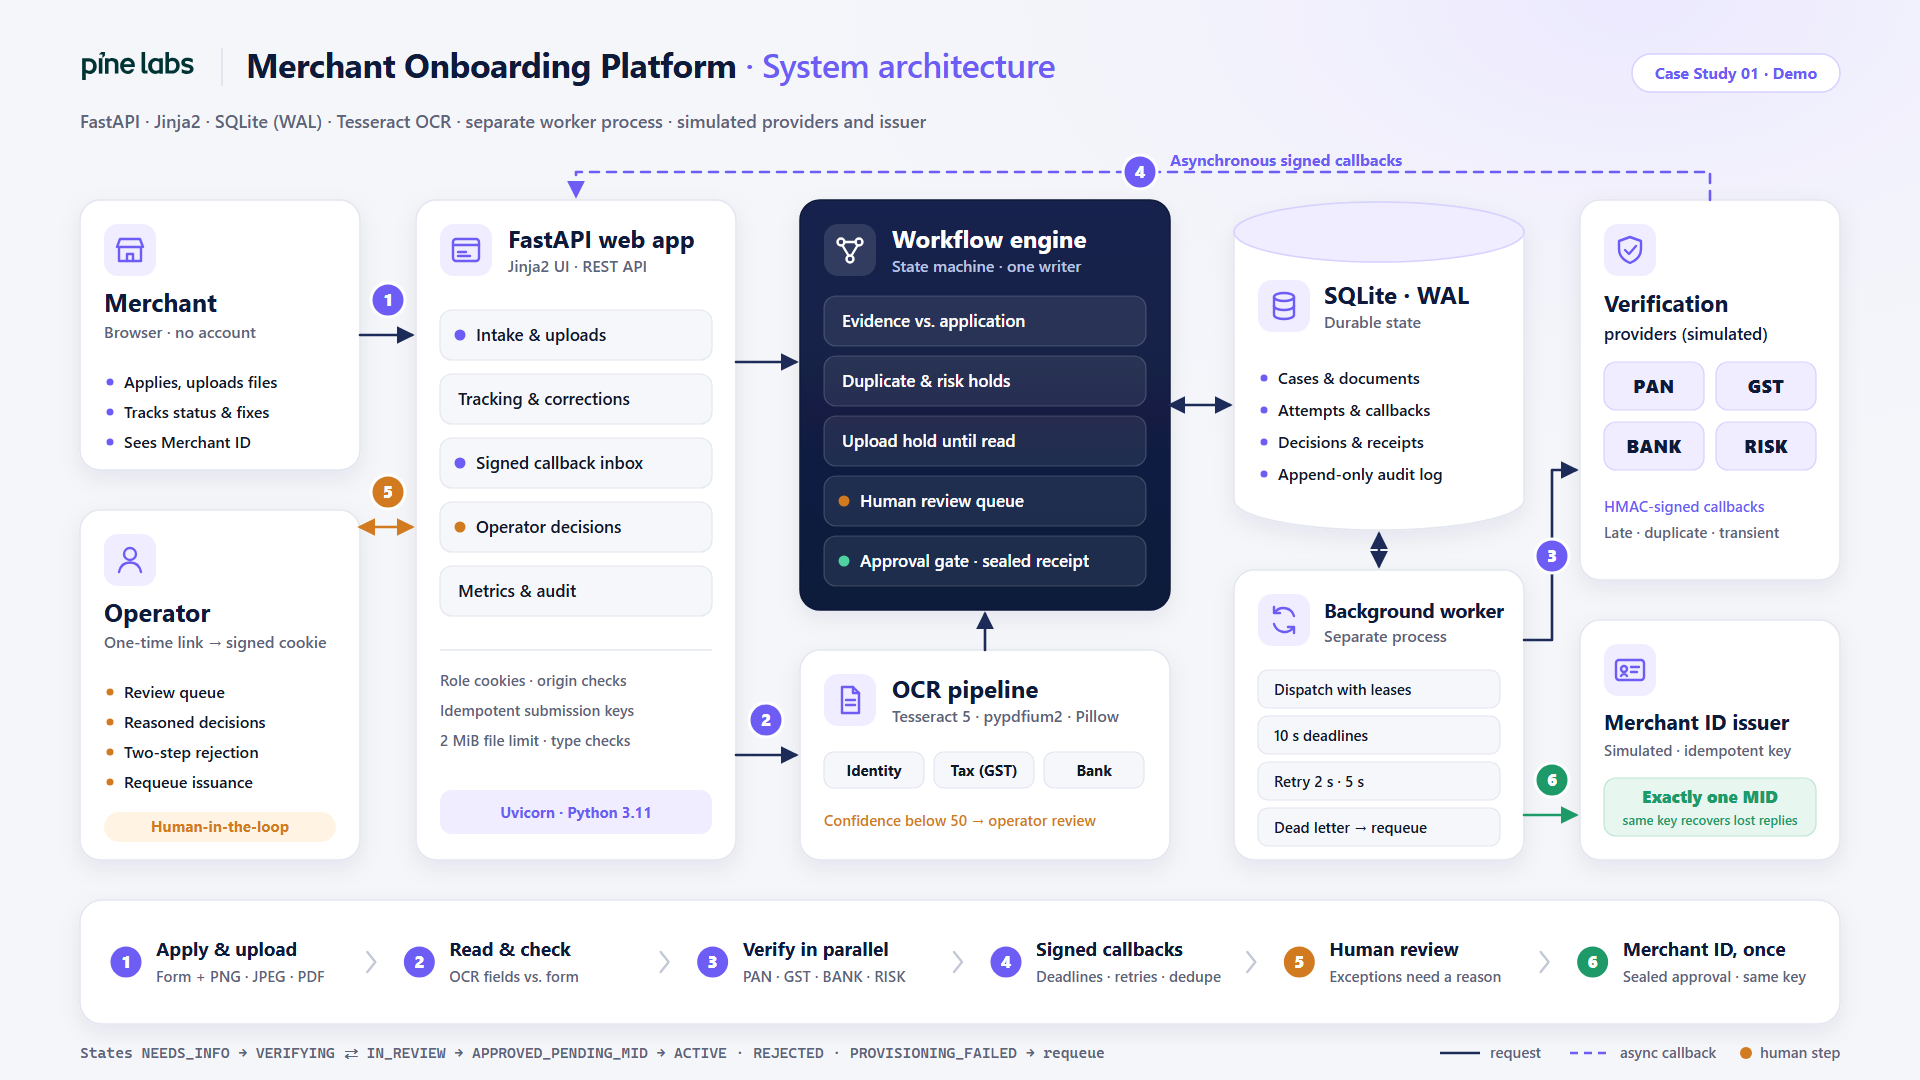 pine labs
Merchant Onboarding Platform · System architecture
Case Study 01 · Demo
FastAPI · Jinja2 · SQLite (WAL) · Tesseract OCR · separate worker process · simulated providers and issuer
4
Asynchronous signed callbacks
Merchant
Browser · no account
Applies, uploads files
Tracks status & fixes
Sees Merchant ID
1
5
Operator
One-time link → signed cookie
Review queue
Reasoned decisions
Two-step rejection
Requeue issuance
Human-in-the-loop
FastAPI web app
Jinja2 UI · REST API
Intake & uploads
Tracking & corrections
Signed callback inbox
Operator decisions
Metrics & audit
Role cookies · origin checks
Idempotent submission keys
2 MiB file limit · type checks
Uvicorn · Python 3.11
2
Workflow engine
State machine · one writer
Evidence vs. application
Duplicate & risk holds
Upload hold until read
Human review queue
Approval gate · sealed receipt
OCR pipeline
Tesseract 5 · pypdfium2 · Pillow
Identity
Tax (GST)
Bank
Confidence below 50 → operator review
SQLite · WAL
Durable state
Cases & documents
Attempts & callbacks
Decisions & receipts
Append-only audit log
Background worker
Separate process
Dispatch with leases
10 s deadlines
Retry 2 s · 5 s
Dead letter → requeue
3
6
Verification
providers (simulated)
PAN
GST
BANK
RISK
HMAC-signed callbacks
Late · duplicate · transient
Merchant ID issuer
Simulated · idempotent key
Exactly one MID
same key recovers lost replies
1
Apply & upload
Form + PNG · JPEG · PDF
2
Read & check
OCR fields vs. form
3
Verify in parallel
PAN · GST · BANK · RISK
4
Signed callbacks
Deadlines · retries · dedupe
5
Human review
Exceptions need a reason
6
Merchant ID, once
Sealed approval · same key
States NEEDS_INFO → VERIFYING ⇄ IN_REVIEW → APPROVED_PENDING_MID → ACTIVE · REJECTED · PROVISIONING_FAILED → requeue
request
async callback
human step